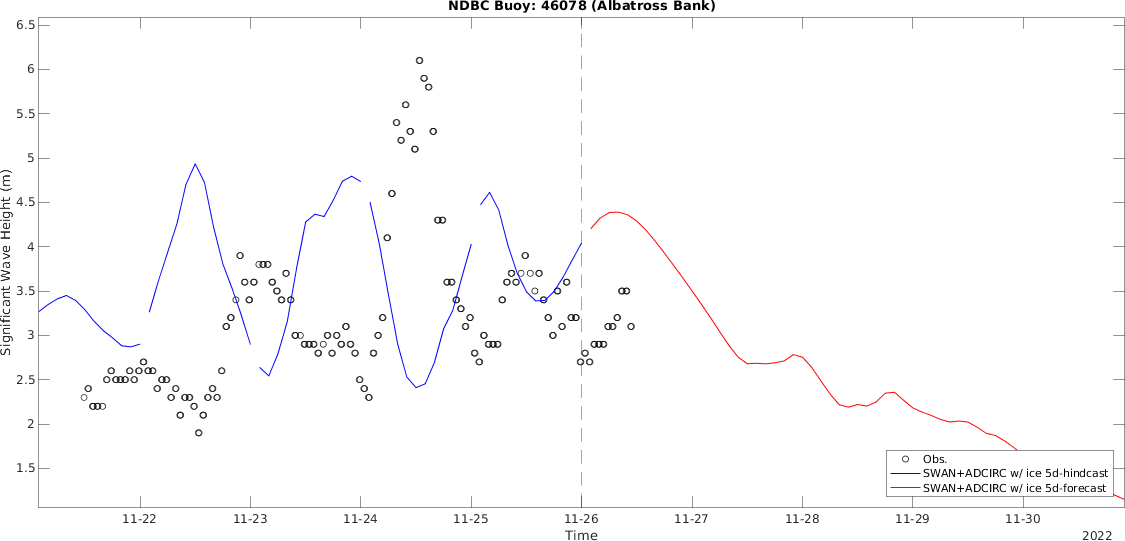 NDBC Buoy: 46078 (Albatross Bank)
6.5
6
5.5
5
4.5
4
3.5
3
2.5
2
1.5
Significant Wave Height (m)
Obs.
SWAN+ADCIRC w/ ice 5d-hindcast
SWAN+ADCIRC w/ ice 5d-forecast
11-22 11-23 11-24 11-25 11-26 11-27 11-28 11-29 11-30
Time
2022